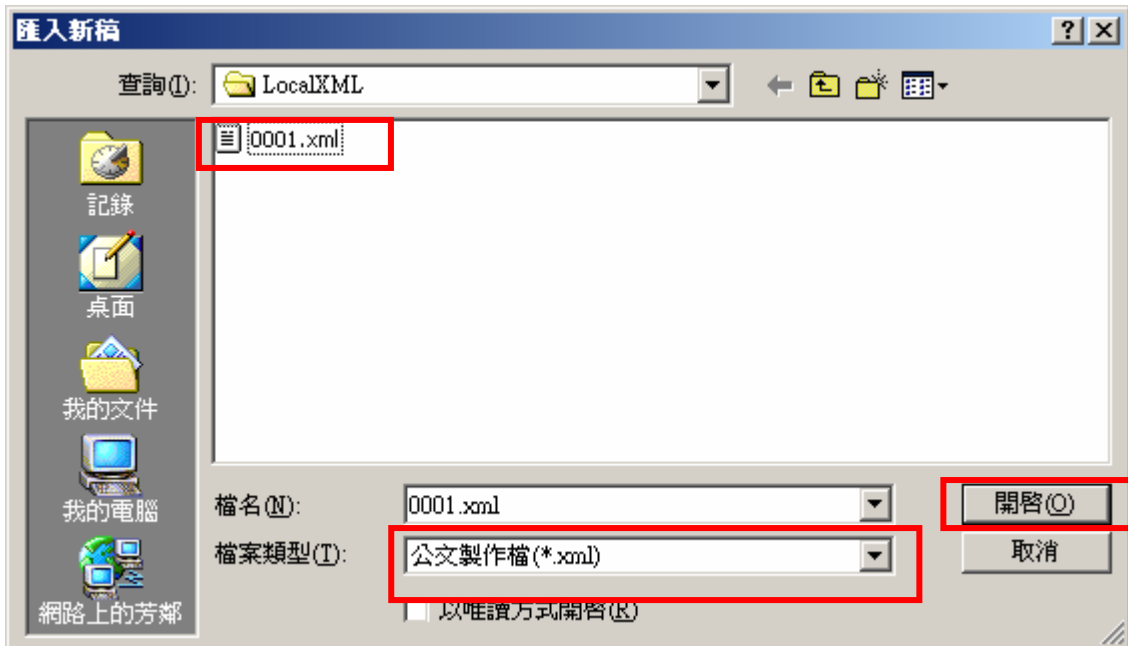 匯入新稿
查詢(I): LocalXML
0001.xml
記錄
桌面
我的文件
我的電腦
網路上的芳鄰
檔名(N): 0001.xml 開啓(O)
檔案類型(T): 公文製作檔(*.xml) 取消
以唯讀方式開啓(R)